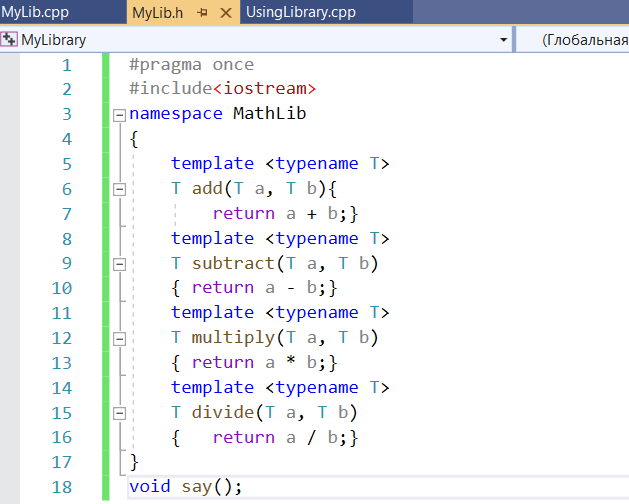 MyLib.cpp MyLib.h UsingLibrary.cpp
MyLibrary (Глобальная
1 #pragma once
2 #include<iostream>
3 namespace MathLib
4 {
5 template <typename T>
6 T add(T a, T b){
7 return a + b;}
8 template <typename T>
9 T subtract(T a, T b)
10 { return a - b;}
11 template <typename T>
12 T multiply(T a, T b)
13 { return a * b;}
14 template <typename T>
15 T divide(T a, T b)
16 {   return a / b;}
17 }
18 void say();